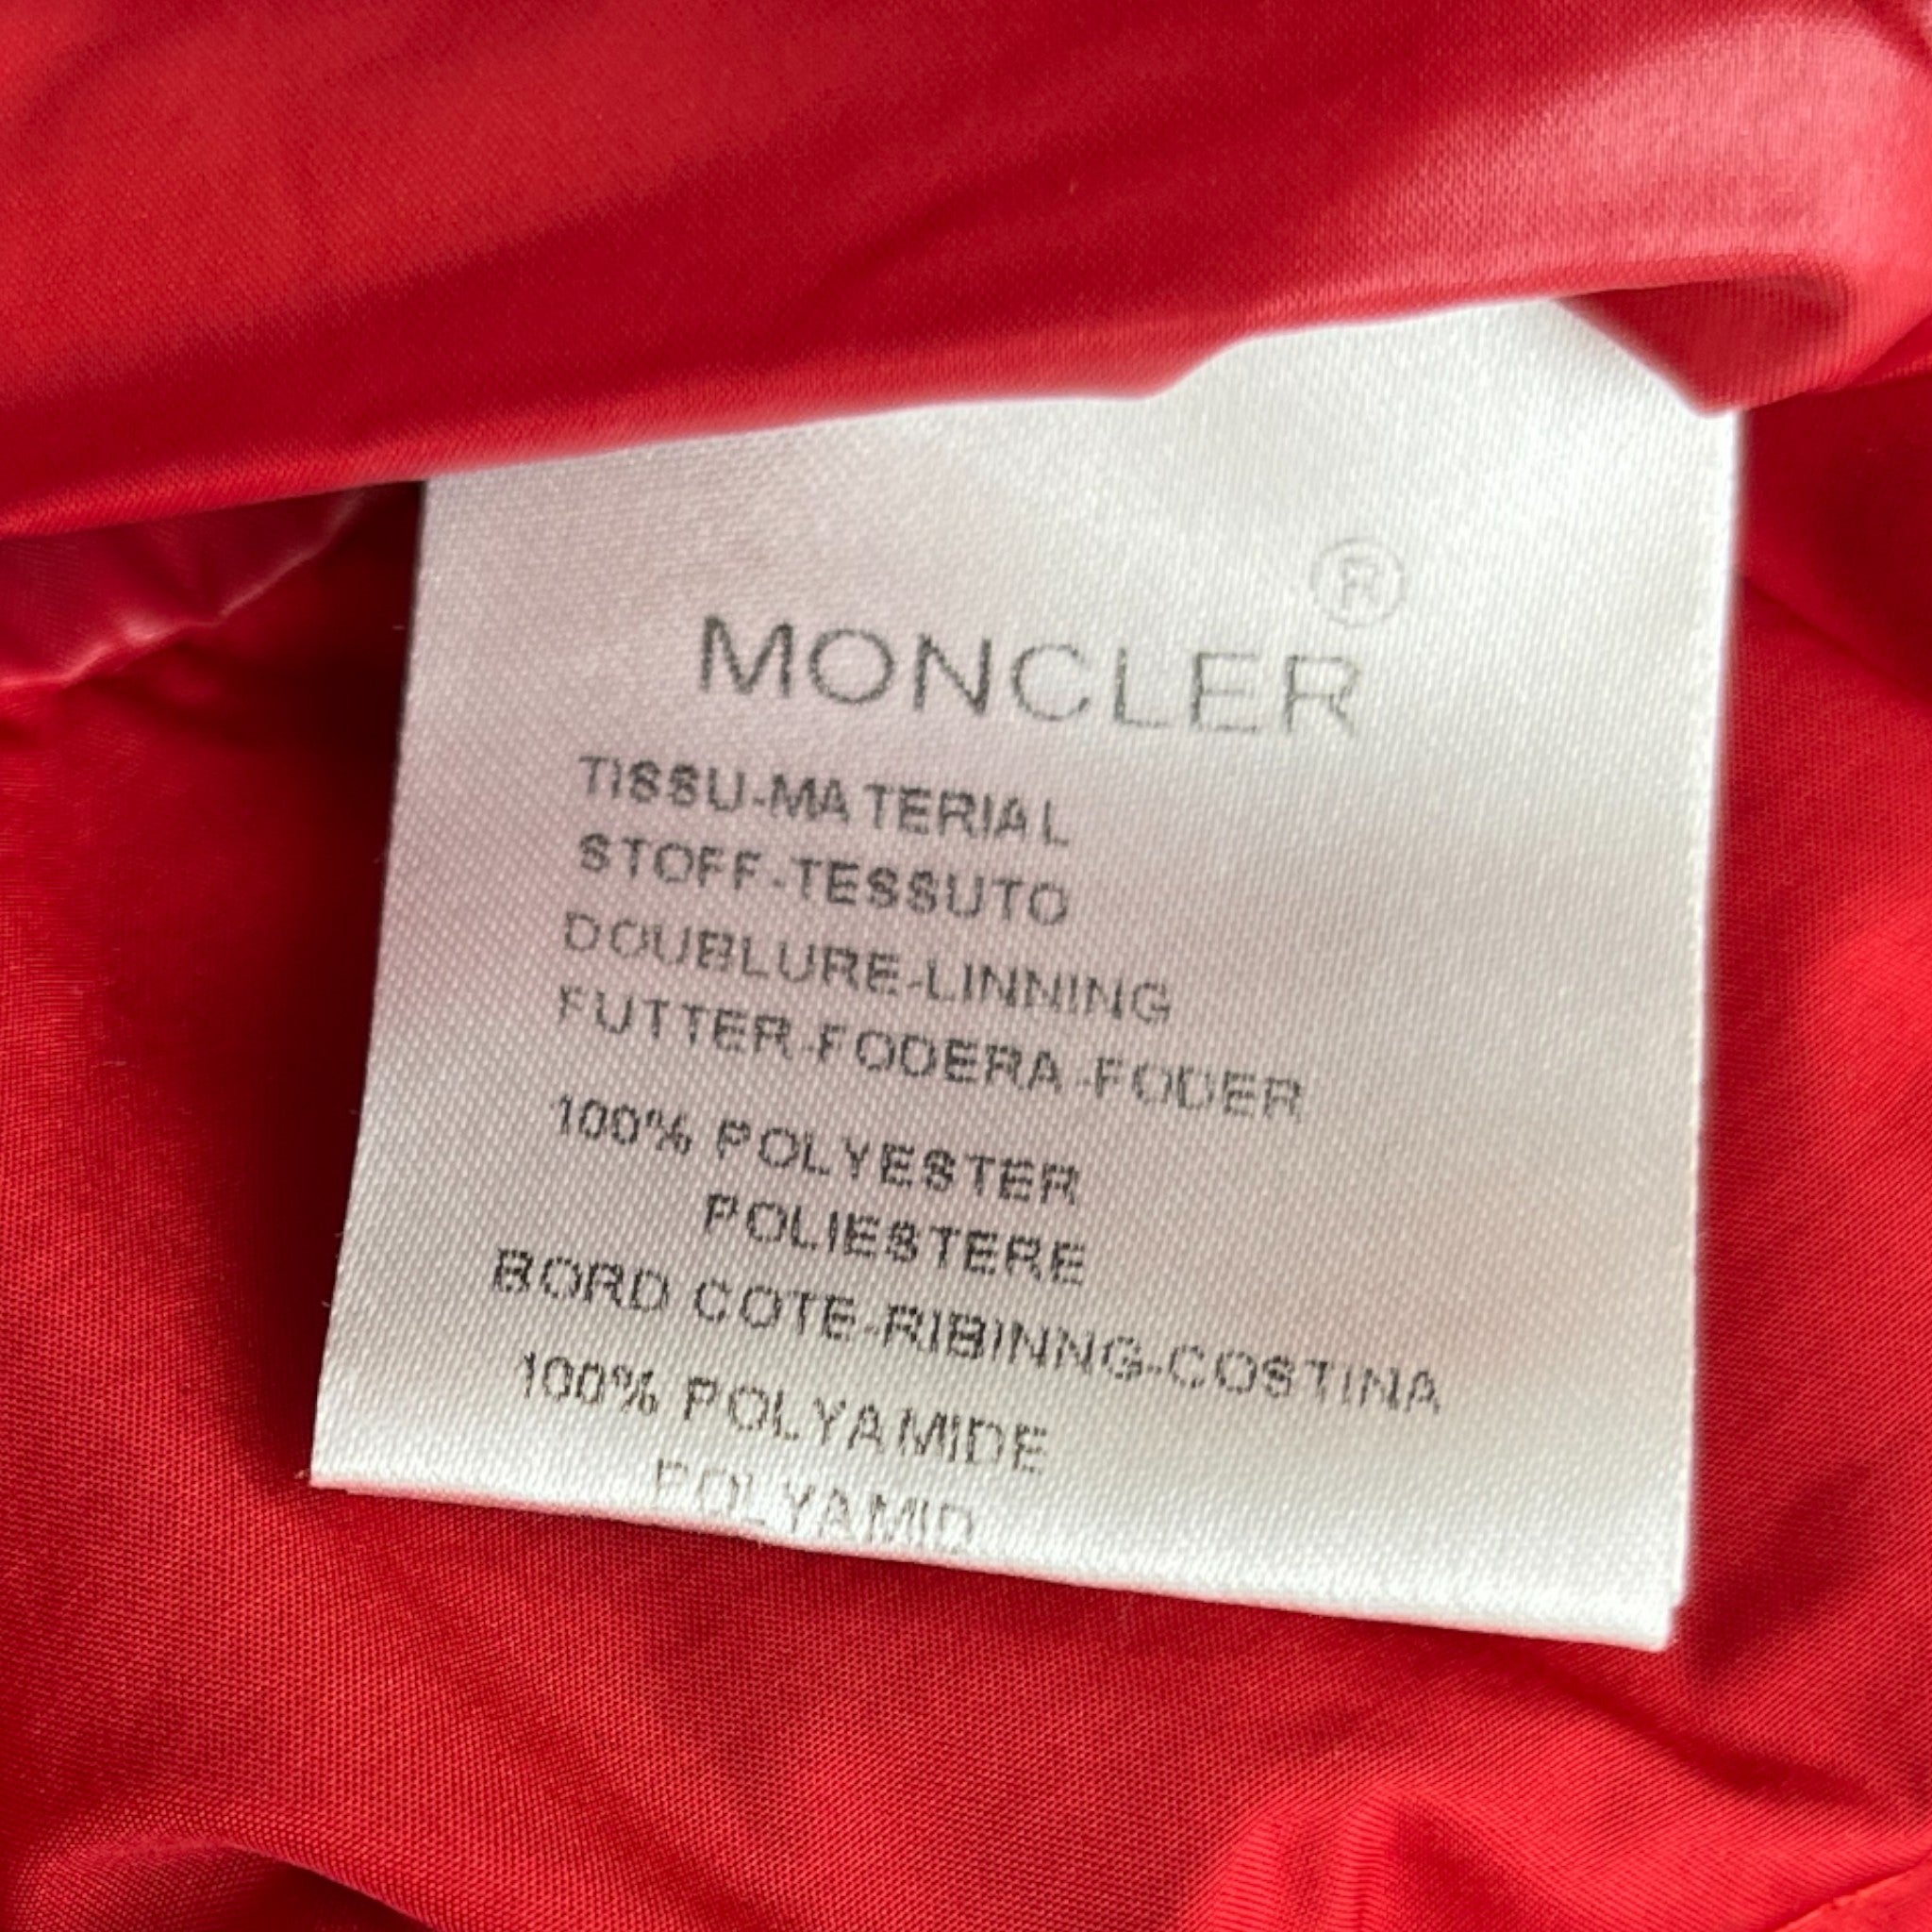 MONCLER®
TISSU-MATERIAL
STOFF-TESSUTO
DOUBLURE-LINNING
FUTTER-FODERA-FODER
100% POLYESTER
POLIESTERE
BORD COTE-RIBINNG-COSTINA
100% POLYAMIDE
POLYAMID